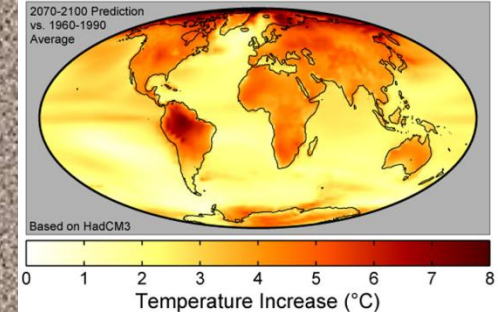 2070-2100 Prediction
vs. 1960-1990
Average
Based on HadCM3
0 1 2 3 4 5 6 7 8
Temperature Increase (°C)